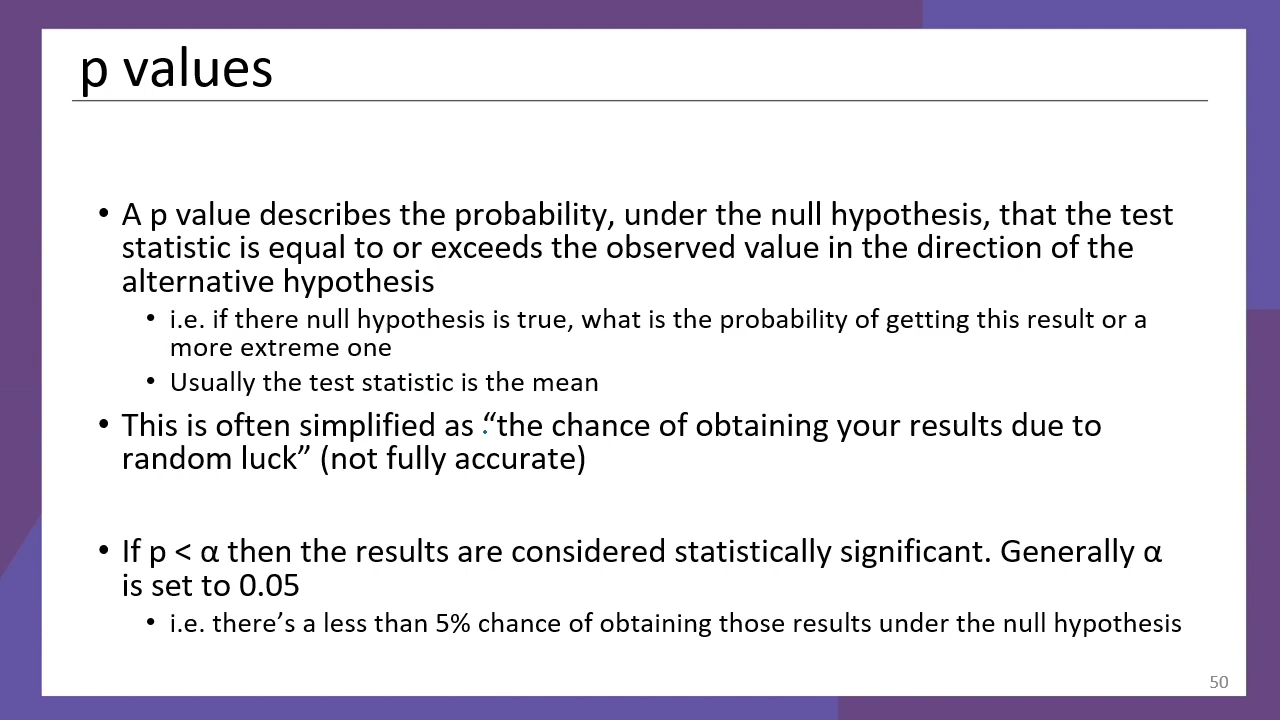 p values
• A p value describes the probability, under the null hypothesis, that the test
statistic is equal to or exceeds the observed value in the direction of the
alternative hypothesis
• i.e. if there null hypothesis is true, what is the probability of getting this result or a
more extreme one
• Usually the test statistic is the mean
• This is often simplified as “the chance of obtaining your results due to
random luck” (not fully accurate)
• If p < α then the results are considered statistically significant. Generally α
is set to 0.05
• i.e. there’s a less than 5% chance of obtaining those results under the null hypothesis
50